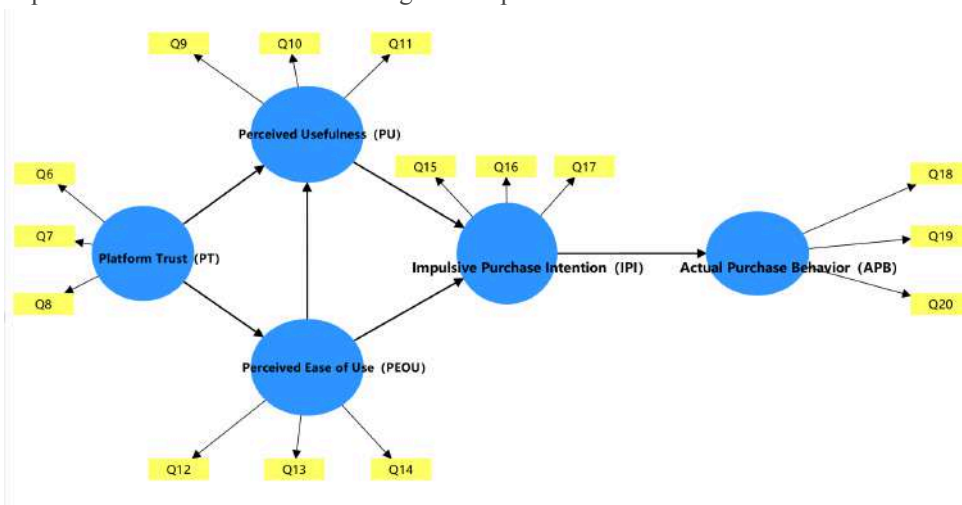 Q9
Q10
Q11
Perceived Usefulness (PU)
Q6
Q15
Q16
Q17
Q18
Q7
Platform Trust (PT)
Q19
Impulsive Purchase Intention (IPI)
Actual Purchase Behavior (APB)
Q8
Q20
Perceived Ease of Use (PEOU)
Q12
Q13
Q14